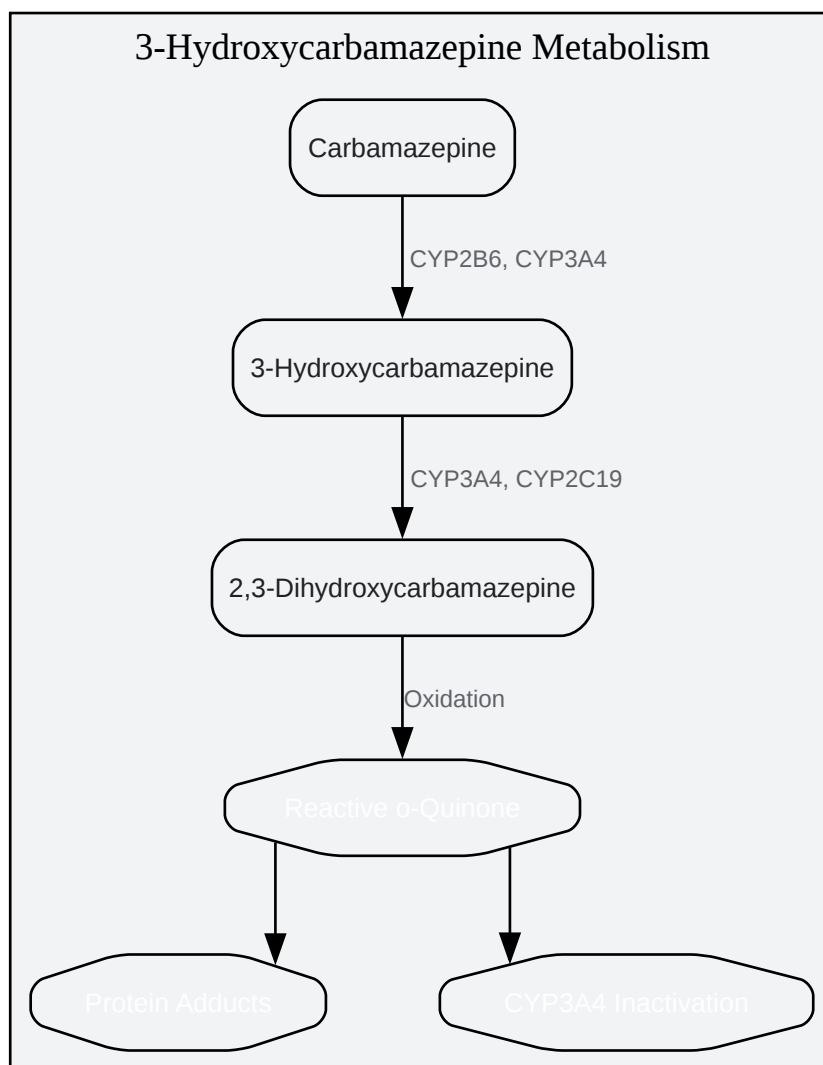 3-Hydroxycarbamazepine Metabolism
Carbamazepine
CYP2B6, CYP3A4
3-Hydroxycarbamazepine
CYP3A4, CYP2C19
2,3-Dihydroxycarbamazepine
Oxidation
Reactive o-Quinone
Protein Adducts
CYP3A4 Inactivation